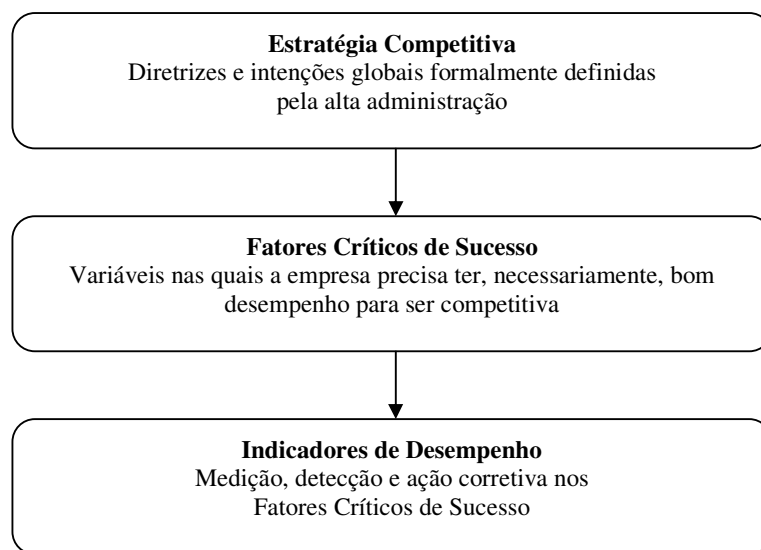 Estratégia Competitiva
Diretrizes e intenções globais formalmente definidas
pela alta administração
Fatores Críticos de Sucesso
Variáveis nas quais a empresa precisa ter, necessariamente, bom
desempenho para ser competitiva
Indicadores de Desempenho
Medição, detecção e ação corretiva nos
Fatores Críticos de Sucesso